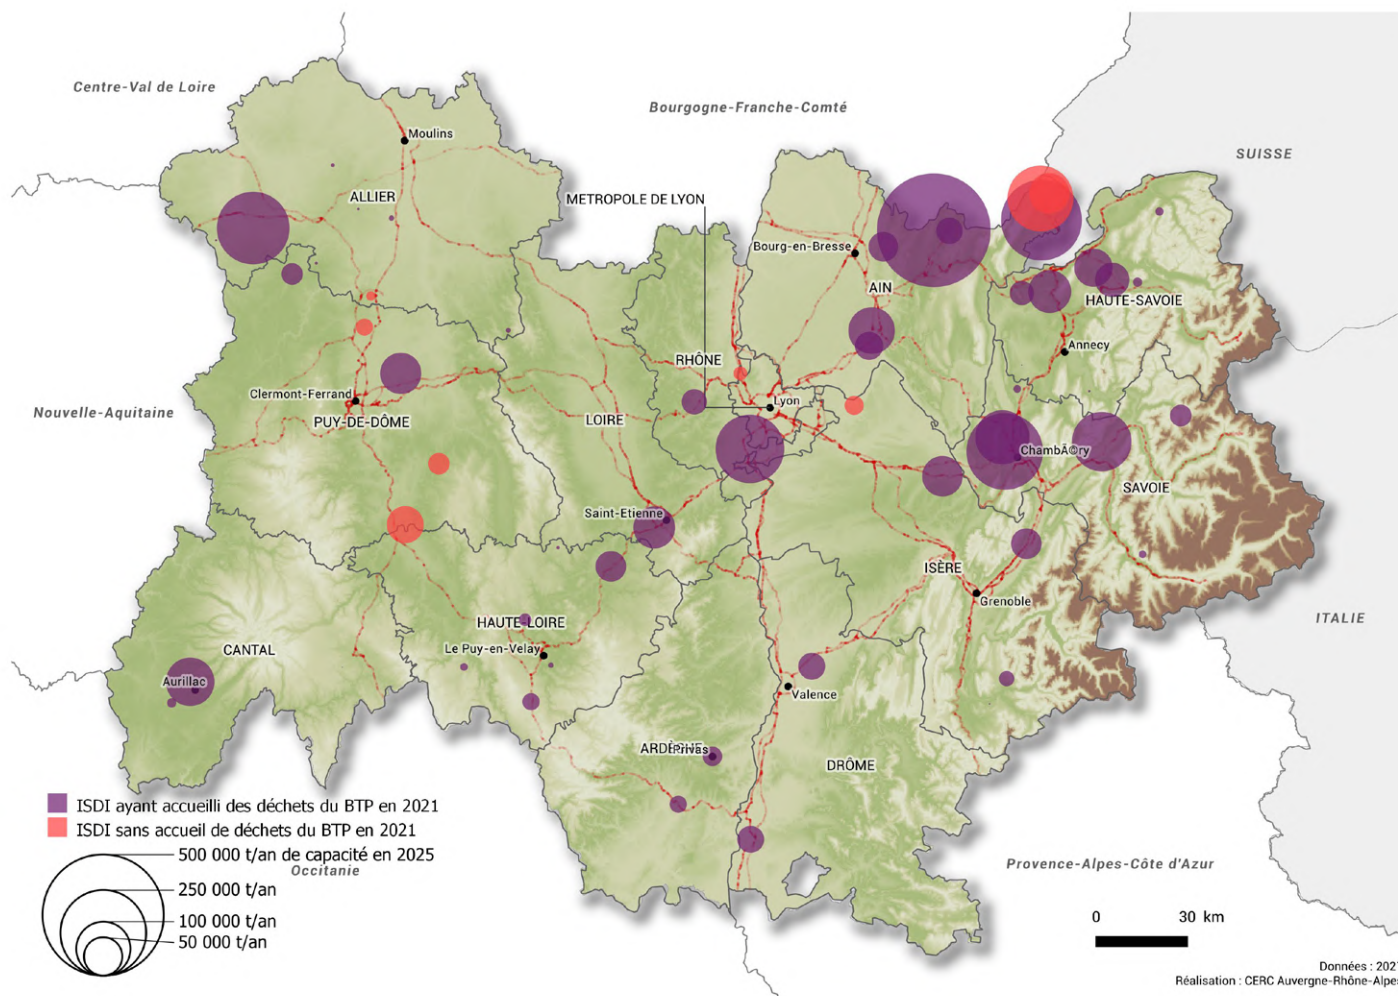 Centre-Val de Loire
Bourgogne-Franche-Comté
Moulins
SUISSE
ALLIER
METROPOLE DE LYON
Bourg-en-Bresse
AIN
HAUTE-SAVOIE
Annecy
RHÔNE
Clermont-Ferrand
Lyon
Nouvelle-Aquitaine
PUY-DE-DÔME
LOIRE
ChambÃ©ry
SAVOIE
Saint-Etienne
ISÈRE
Grenoble
HAUTE-LOIRE
ITALIE
CANTAL
Le Puy-en-Velay
Aurillac
Valence
ARDÈCHE
Privas
DRÔME
ISDI ayant accueilli des déchets du BTP en 2021
ISDI sans accueil de déchets du BTP en 2021
500 000 t/an de capacité en 2025
Occitanie
250 000 t/an
100 000 t/an
50 000 t/an
Provence-Alpes-Côte d'Azur
0 30 km
Données :
Réalisation : CERC Auvergne-Rhône-Alpes